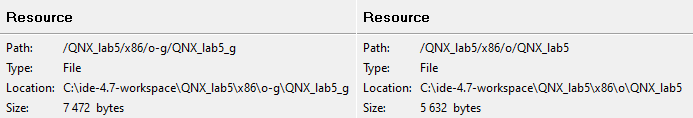 Resource
Path: /QNX_lab5/x86/o-g/QNX_lab5_g
Type: File
Location: C:\ide-4.7-workspace\QNX_lab5\x86\o-g\QNX_lab5_g
Size: 7 472 bytes
Resource
Path: /QNX_lab5/x86/o/QNX_lab5
Type: File
Location: C:\ide-4.7-workspace\QNX_lab5\x86\o\QNX_lab5
Size: 5 632 bytes